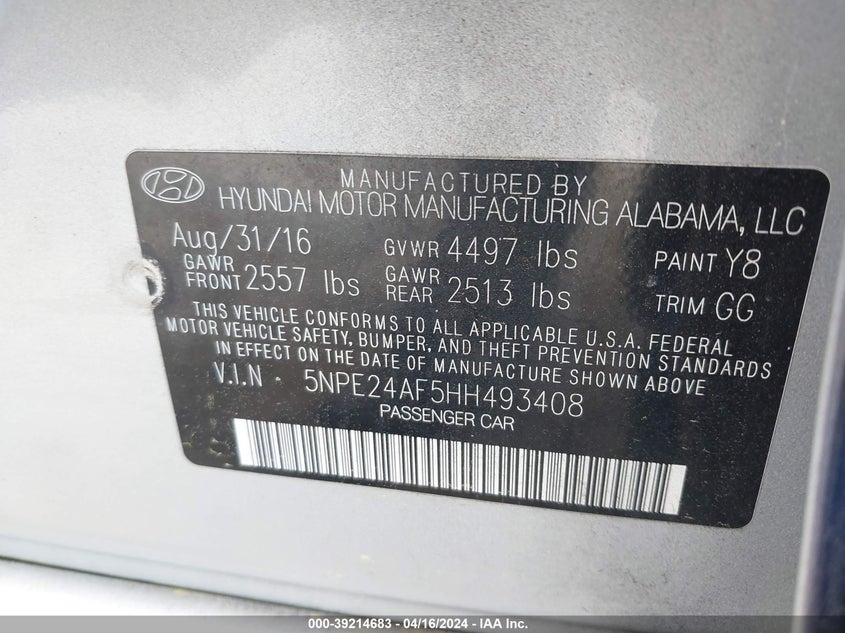 MANUFACTURED BY
HYUNDAI MOTOR MANUFACTURING ALABAMA, LLC
Aug/31/16 GVWR 4497 lbs PAINT Y8
GAWR FRONT 2557 lbs GAWR REAR 2513 lbs TRIM GG
THIS VEHICLE CONFORMS TO ALL APPLICABLE U.S.A. FEDERAL
MOTOR VEHICLE SAFETY, BUMPER, AND THEFT PREVENTION STANDARDS
IN EFFECT ON THE DATE OF MANUFACTURE SHOWN ABOVE
V.I.N 5NPE24AF5HH493408
PASSENGER CAR
000-39214683 - 04/16/2024 - IAA Inc.